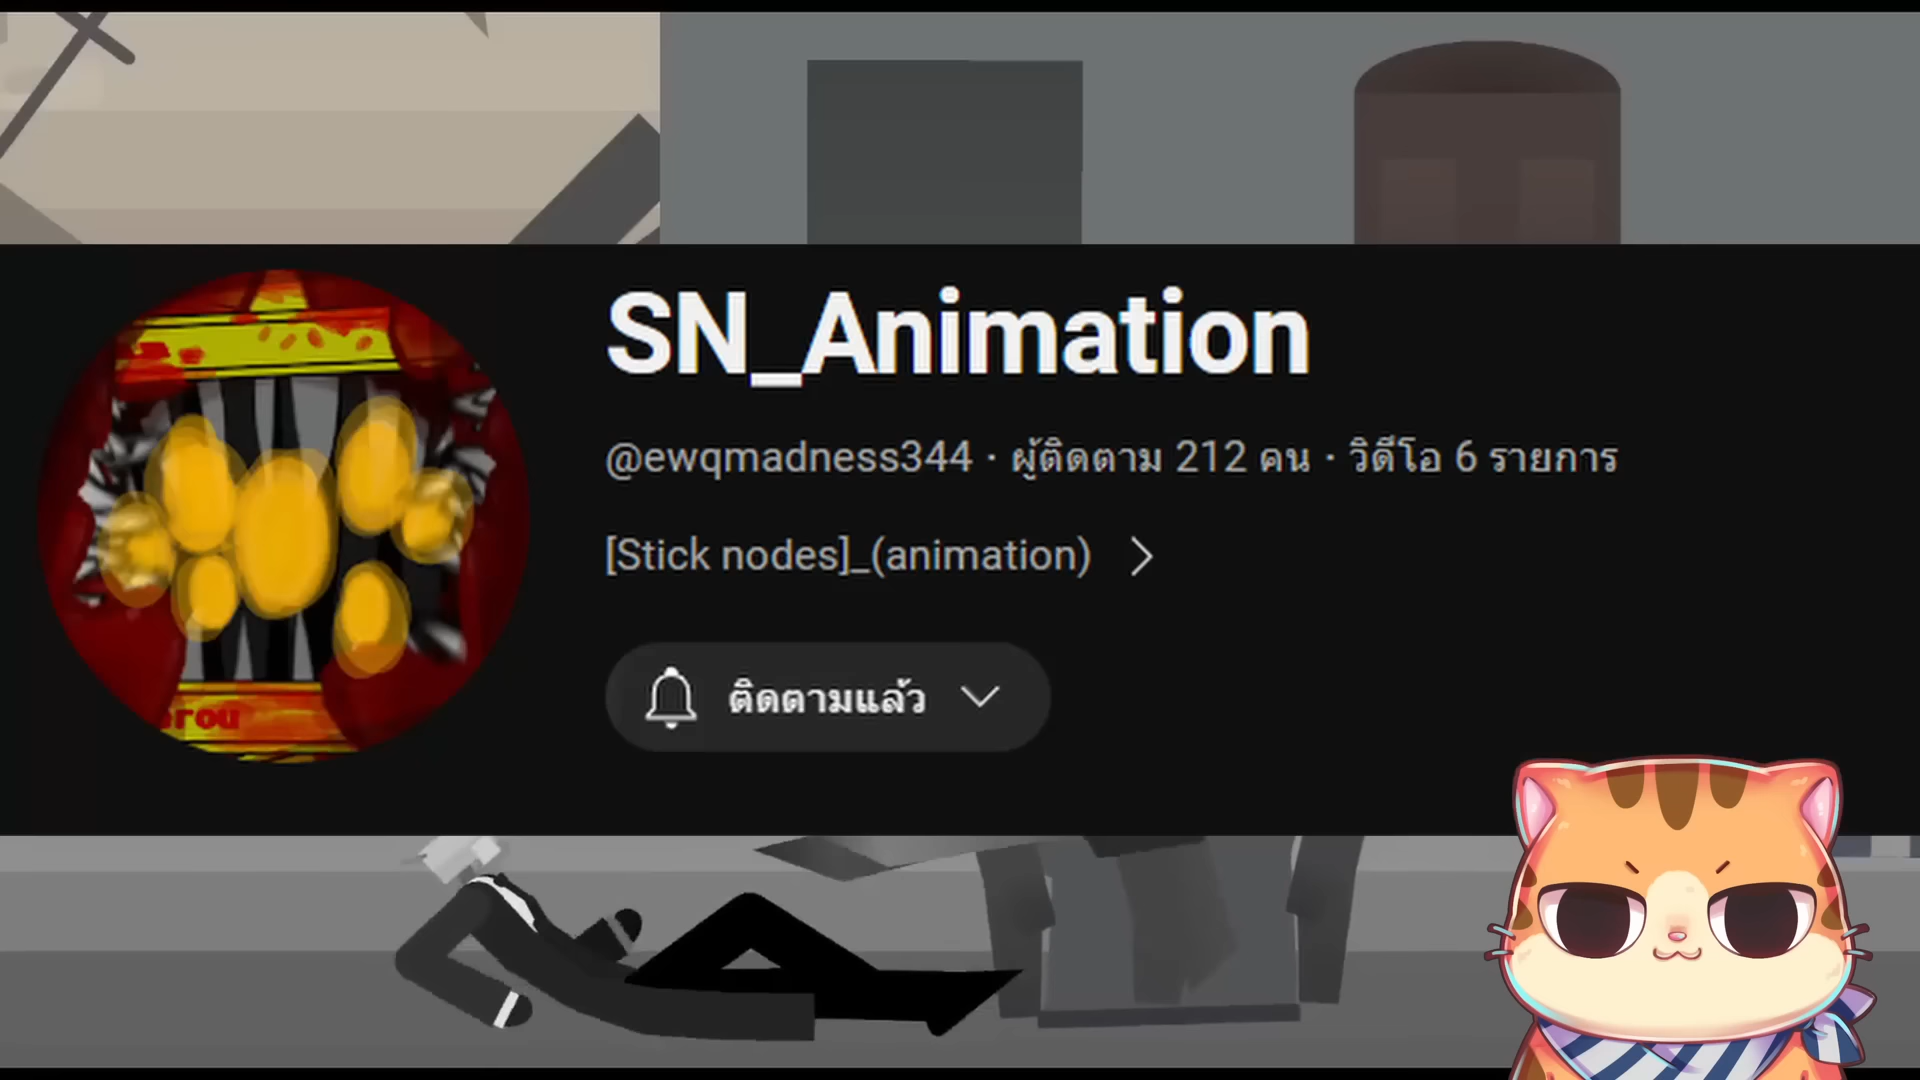 SN_Animation
@ewqmadness344 · ผู้ติดตาม 212 คน · วิดีโอ 6 รายการ
[Stick nodes]_(animation)
ติดตามแล้ว
erou